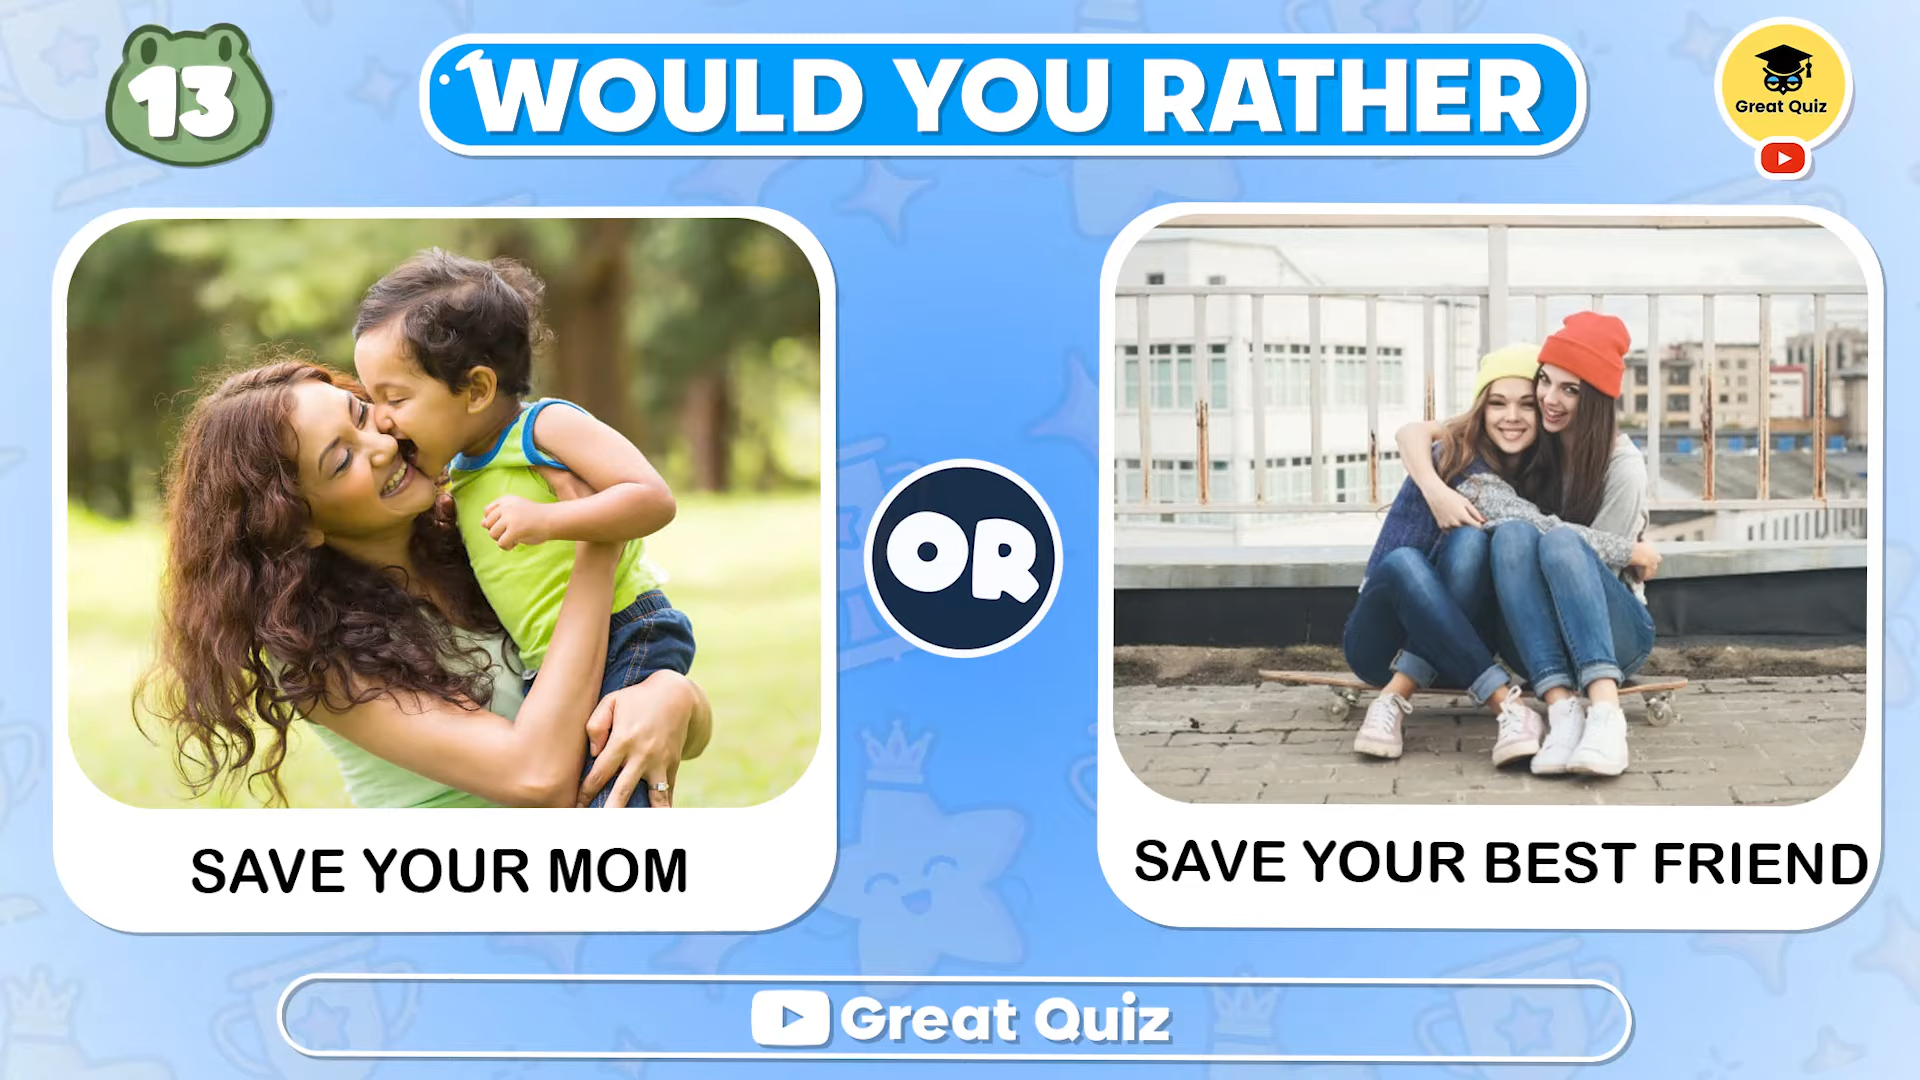 13
WOULD YOU RATHER
Great Quiz
OR
SAVE YOUR MOM
SAVE YOUR BEST FRIEND
Great Quiz